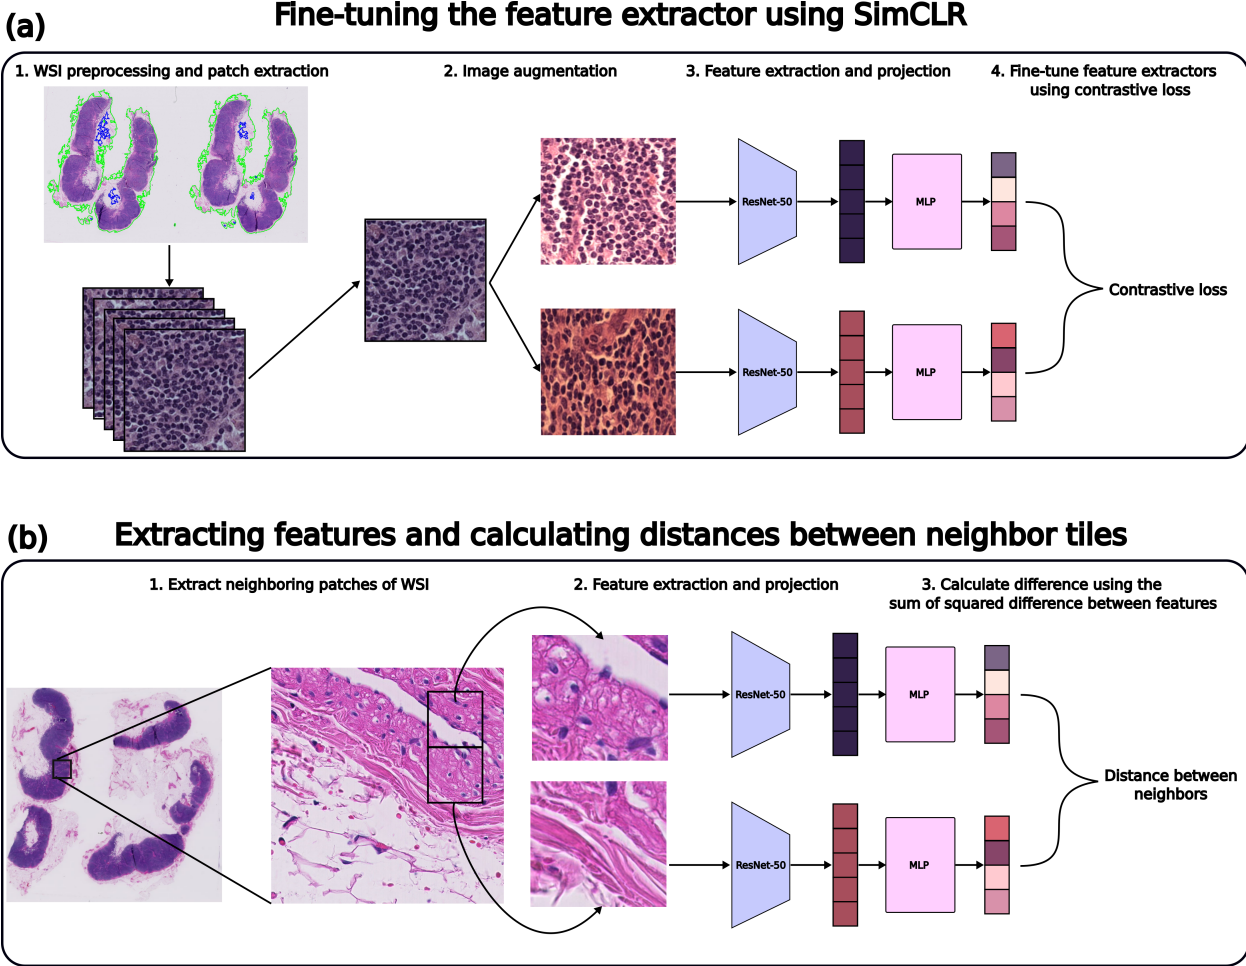 (a)
Fine-tuning the feature extractor using SimCLR
1. WSI preprocessing and patch extraction
2. Image augmentation
3. Feature extraction and projection
4. Fine-tune feature extractors
using contrastive loss
ResNet-50
MLP
Contrastive loss
ResNet-50
MLP
(b)
Extracting features and calculating distances between neighbor tiles
1. Extract neighboring patches of WSI
2. Feature extraction and projection
3. Calculate difference using the
sum of squared difference between features
ResNet-50
MLP
Distance between
neighbors
ResNet-50
MLP